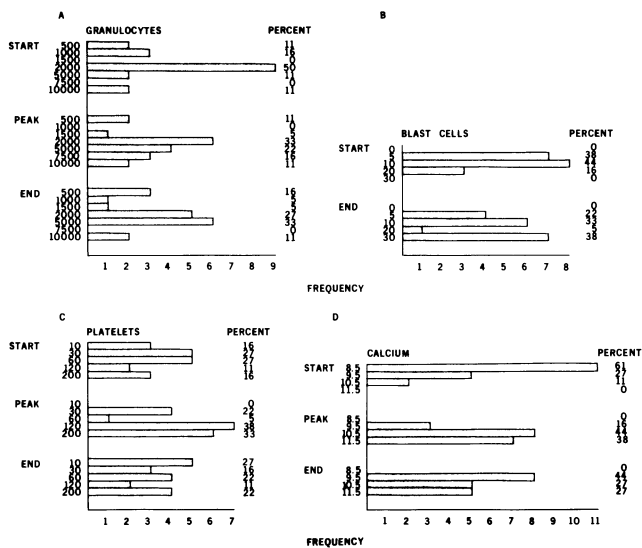 A
GRANULOCYTES PERCENT
START
500 11
1000 16
1500 0
2000 50
5000 11
7500 0
10000 11
PEAK
500 11
1000 0
1500 5
2000 33
5000 22
7500 16
10000 11
END
500 16
1000 5
1500 5
2000 27
5000 33
7500 0
10000 11
1 2 3 4 5 6 7 8 9
B
BLAST CELLS PERCENT
START
0 0
5 38
10 44
20 16
30 0
END
0 0
5 22
10 33
20 5
30 38
1 2 3 4 5 6 7 8
FREQUENCY
C
PLATELETS PERCENT
START
10 16
30 27
60 27
120 11
200 16
PEAK
10 0
30 22
60 5
120 38
200 33
END
10 27
30 16
60 22
120 11
200 22
1 2 3 4 5 6 7
D
CALCIUM PERCENT
START
8.5 61
9.5 27
10.5 11
11.5 0
PEAK
8.5 0
9.5 16
10.5 44
11.5 38
END
8.5 0
9.5 44
10.5 27
11.5 27
1 2 3 4 5 6 7 8 9 10 11
FREQUENCY